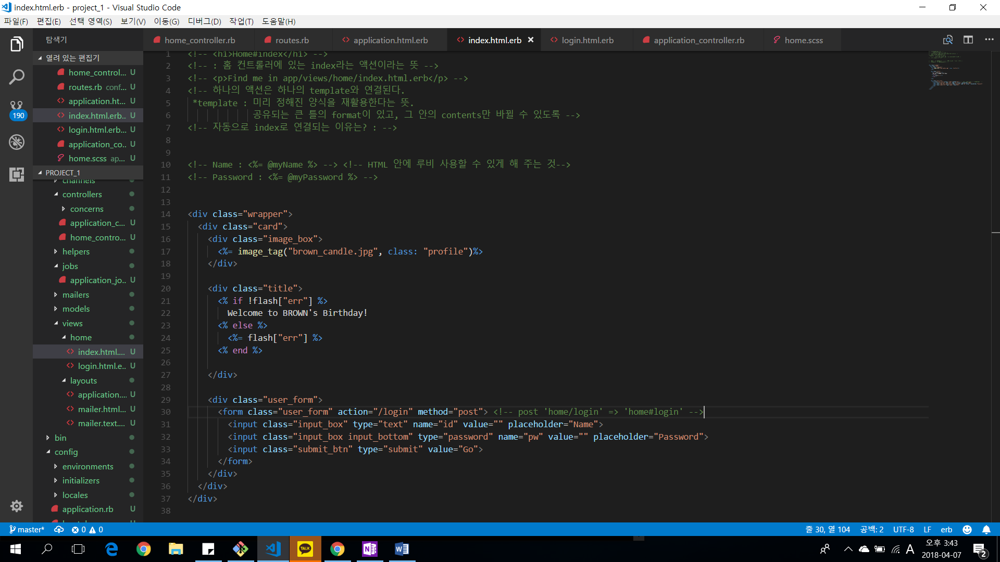 index.html.erb - project_1 - Visual Studio Code
파일(F) 편집(E) 선택 영역(S) 보기(V) 이동(G) 디버그(D) 작업(T) 도움말(H)
탐색기
home_controller.rb routes.rb application.html.erb index.html.erb login.html.erb application_controller.rb home.scss
열려 있는 편집기
home_control... U
routes.rb conf... U
application.ht... U
index.html.erb... U
login.html.erb... U
application_co... U
home.scss ap... U
190
PROJECT_1
channels
controllers
concerns
application_c... U
home_contro... U
helpers
jobs
application_jo... U
mailers
models
views
home
index.html.... U
login.html.e... U
layouts
application.... U
mailer.html... U
mailer.text.... U
bin
config
environments
initializers
locales
application.rb U
1 <!-- <h1>Home#index</h1> -->
2 <!-- : 홈 컨트롤러에 있는 index라는 액션이라는 뜻 -->
3 <!-- <p>Find me in app/views/home/index.html.erb</p> -->
4 <!-- 하나의 액션은 하나의 template와 연결된다.
5 *template : 미리 정해진 양식을 재활용한다는 뜻.
6 공유되는 큰 틀의 format이 있고, 그 안의 contents만 바뀔 수 있도록 -->
7 <!-- 자동으로 index로 연결되는 이유는? : -->
8
9
10 <!-- Name : <%= @myName %> --> <!-- HTML 안에 루비 사용할 수 있게 해 주는 것-->
11 <!-- Password : <%= @myPassword %> -->
12
13
14 <div class="wrapper">
15 <div class="card">
16 <div class="image_box">
17 <%= image_tag("brown_candle.jpg", class: "profile")%>
18 </div>
19
20 <div class="title">
21 <% if !flash["err"] %>
22 Welcome to BROWN's Birthday!
23 <% else %>
24 <%= flash["err"] %>
25 <% end %>
26
27 </div>
28
29 <div class="user_form">
30 <form class="user_form" action="/login" method="post"> <!-- post 'home/login' => 'home#login' -->
31 <input class="input_box" type="text" name="id" value="" placeholder="Name">
32 <input class="input_box input_bottom" type="password" name="pw" value="" placeholder="Password">
33 <input class="submit_btn" type="submit" value="Go">
34 </form>
35 </div>
36 </div>
37 </div>
38
master* 0 0 줄 30, 열 104 공백: 2 UTF-8 LF erb
TALK
A 오후 3:43
2018-04-07
2